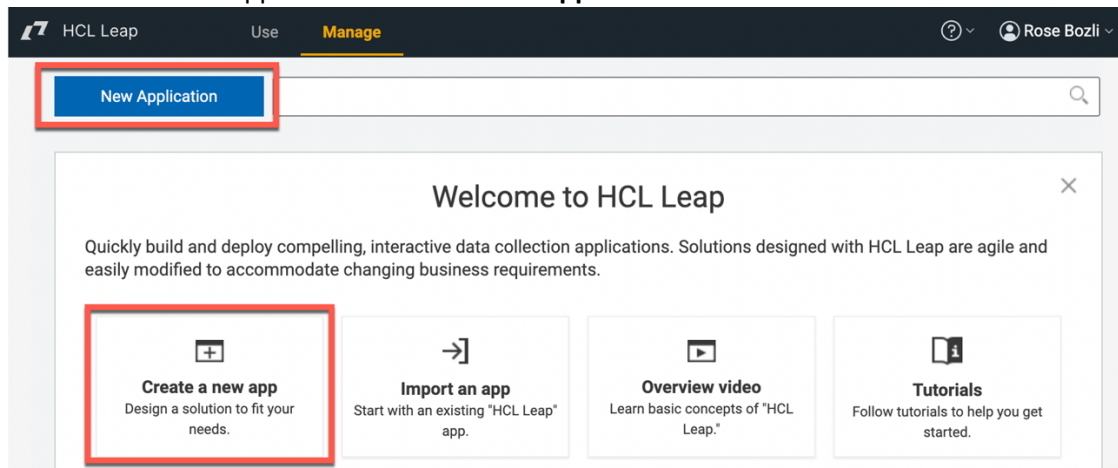 HCL Leap Use Manage Rose Bozli
New Application
Welcome to HCL Leap
Quickly build and deploy compelling, interactive data collection applications. Solutions designed with HCL Leap are agile and
easily modified to accommodate changing business requirements.
Create a new app
Design a solution to fit your
needs.
Import an app
Start with an existing "HCL Leap"
app.
Overview video
Learn basic concepts of "HCL
Leap."
Tutorials
Follow tutorials to help you get
started.